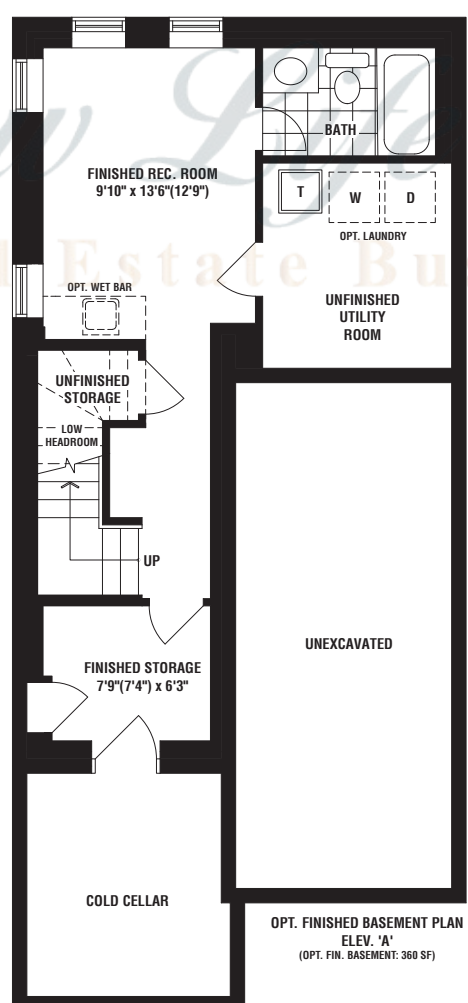 BATH
FINISHED REC. ROOM
9'10" x 13'6"(12'9")
T
W
D
OPT. LAUNDRY
OPT. WET BAR
UNFINISHED
UTILITY
ROOM
UNFINISHED
STORAGE
LOW
HEADROOM
UP
UNEXCAVATED
FINISHED STORAGE
7'9"(7'4") x 6'3"
COLD CELLAR
OPT. FINISHED BASEMENT PLAN
ELEV. 'A'
(OPT. FIN. BASEMENT: 360 SF)
Life
Estate